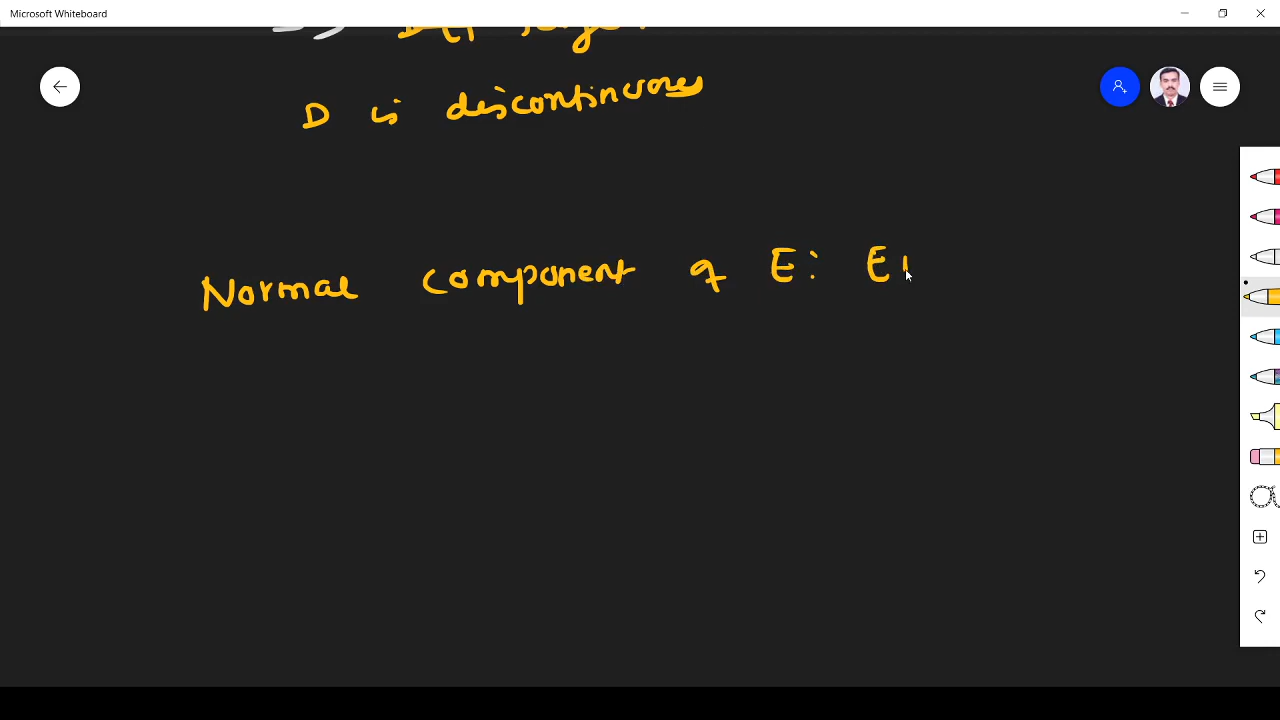 Microsoft Whiteboard
D is discontinuous
Normal component of E: E